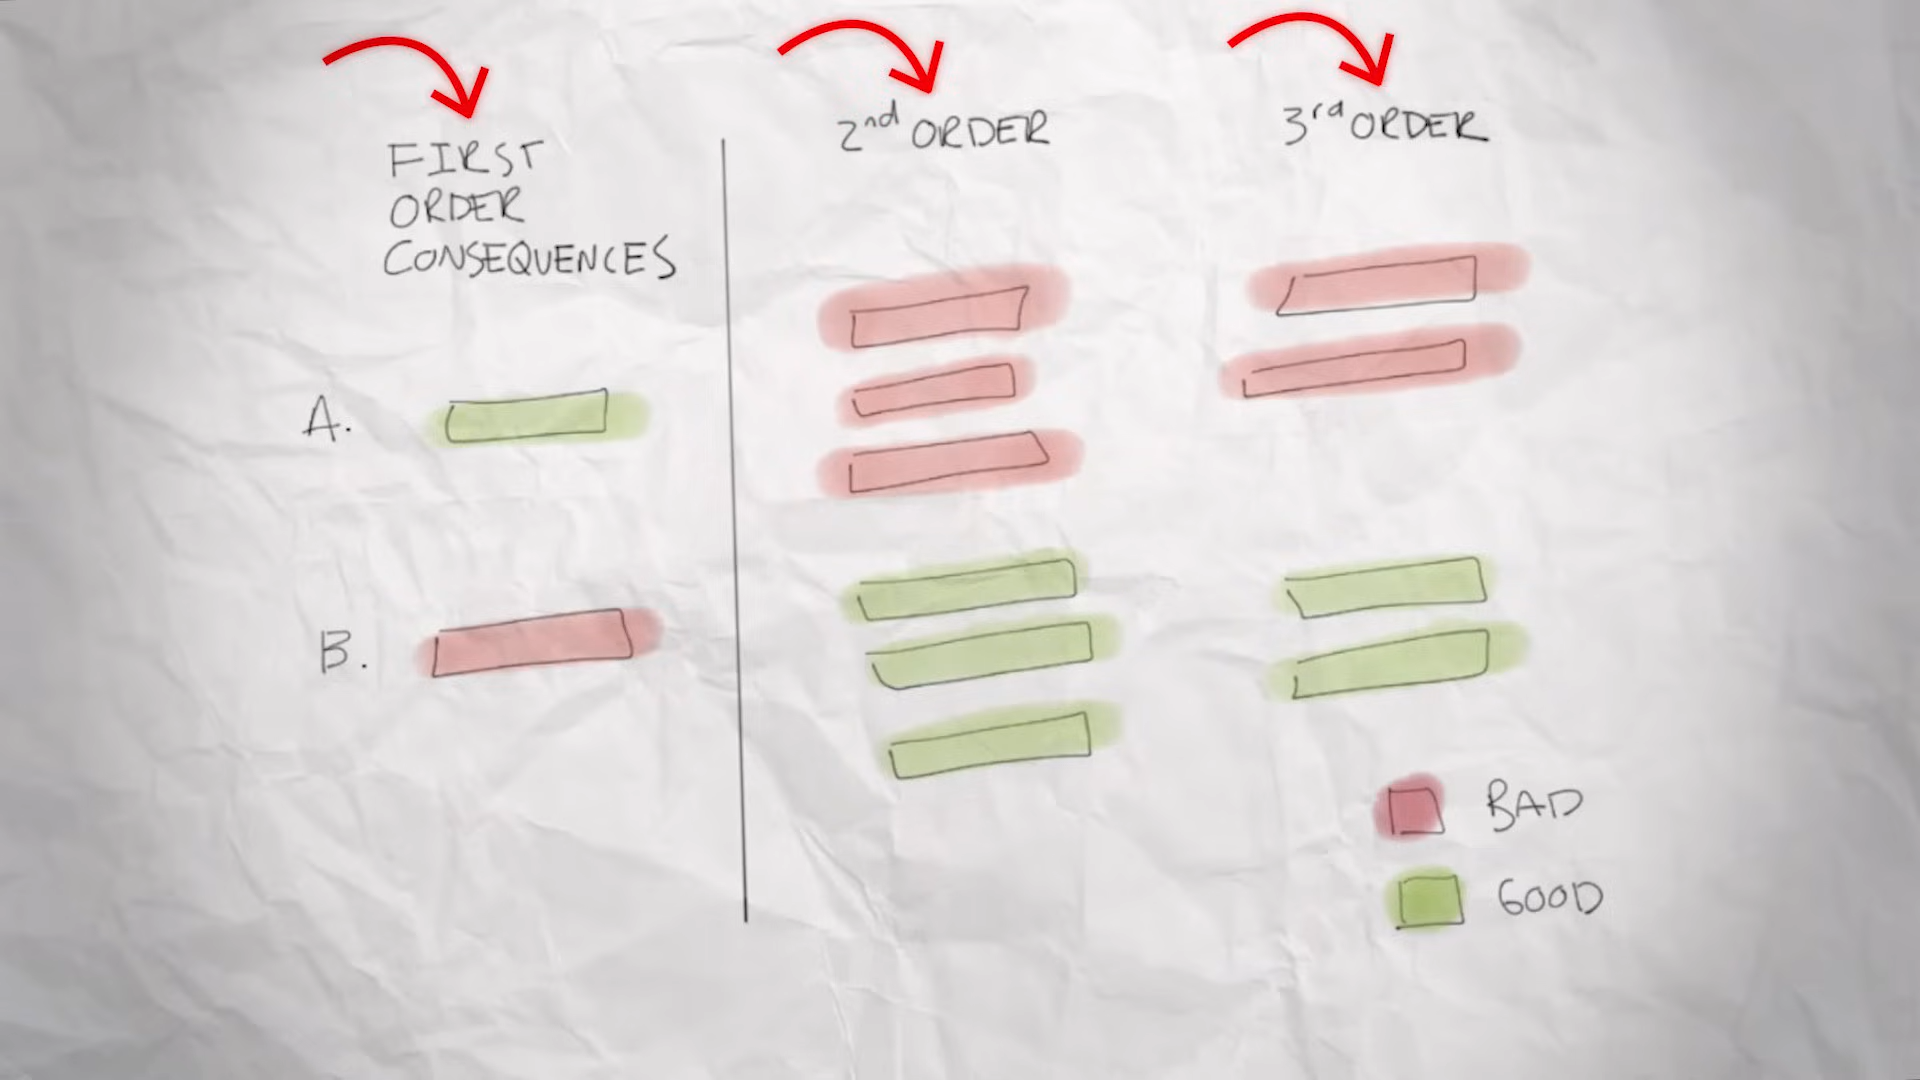 FIRST
ORDER
CONSEQUENCES
2nd ORDER
3rd ORDER
A.
B.
BAD
GOOD